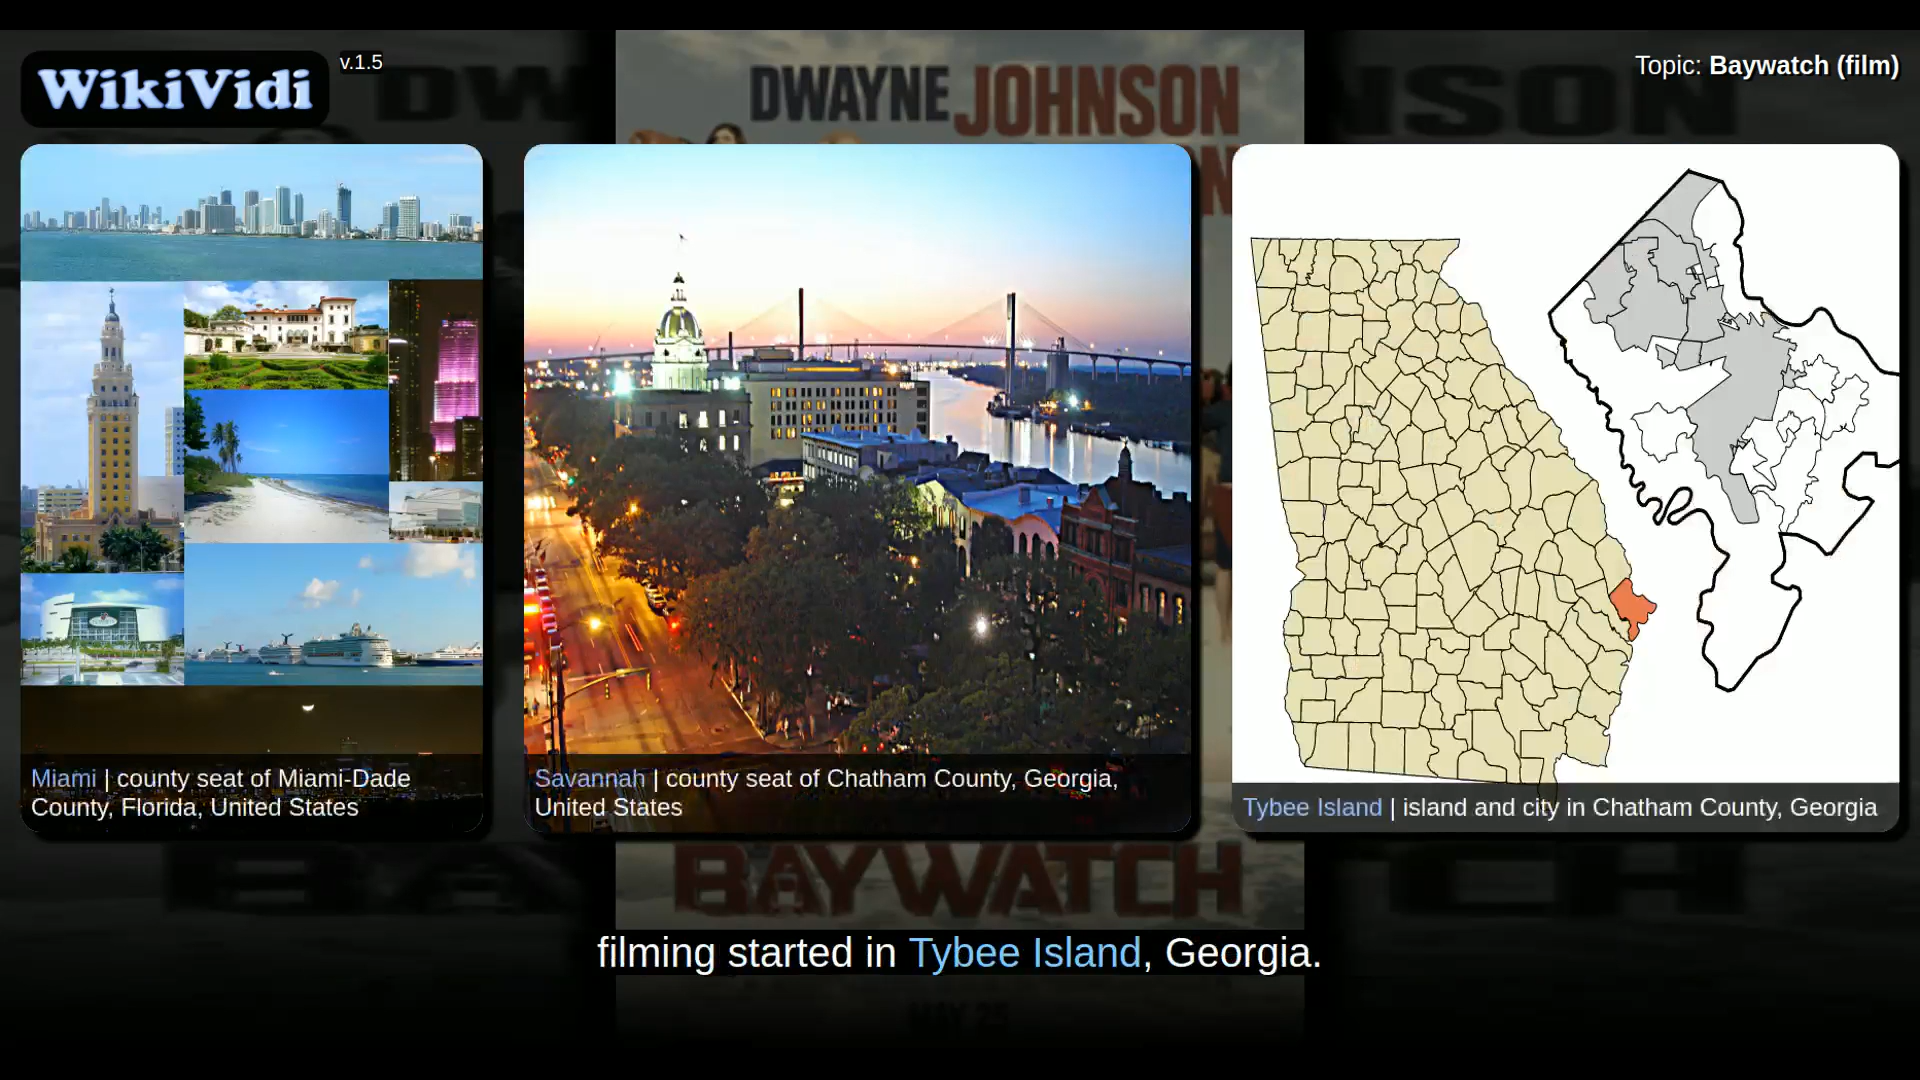 WikiVidi
v.1.5
Topic: Baywatch (film)
DWAYNE JOHNSON
Miami | county seat of Miami-Dade
County, Florida, United States
Savannah | county seat of Chatham County, Georgia,
United States
Tybee Island | island and city in Chatham County, Georgia
BAYWATCH
filming started in Tybee Island, Georgia.
MAY 25